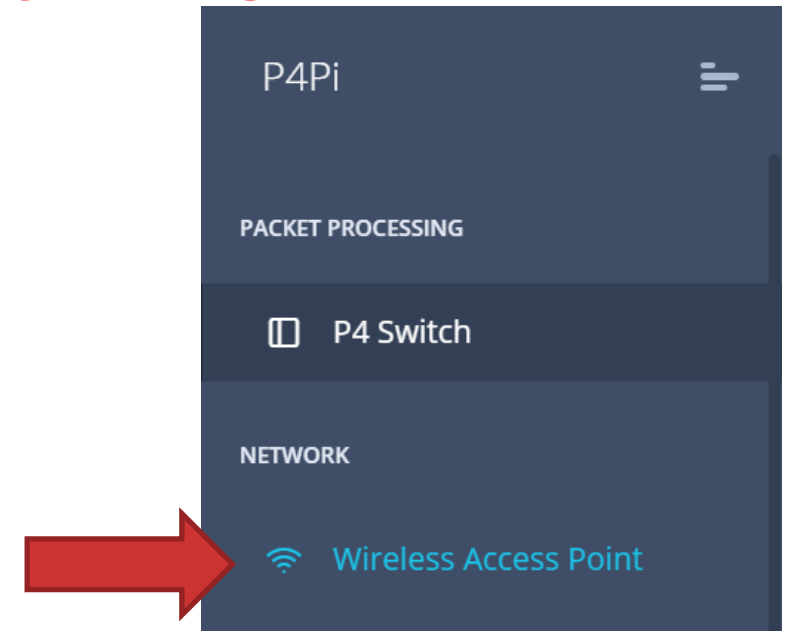 P4Pi
PACKET PROCESSING
P4 Switch
NETWORK
Wireless Access Point